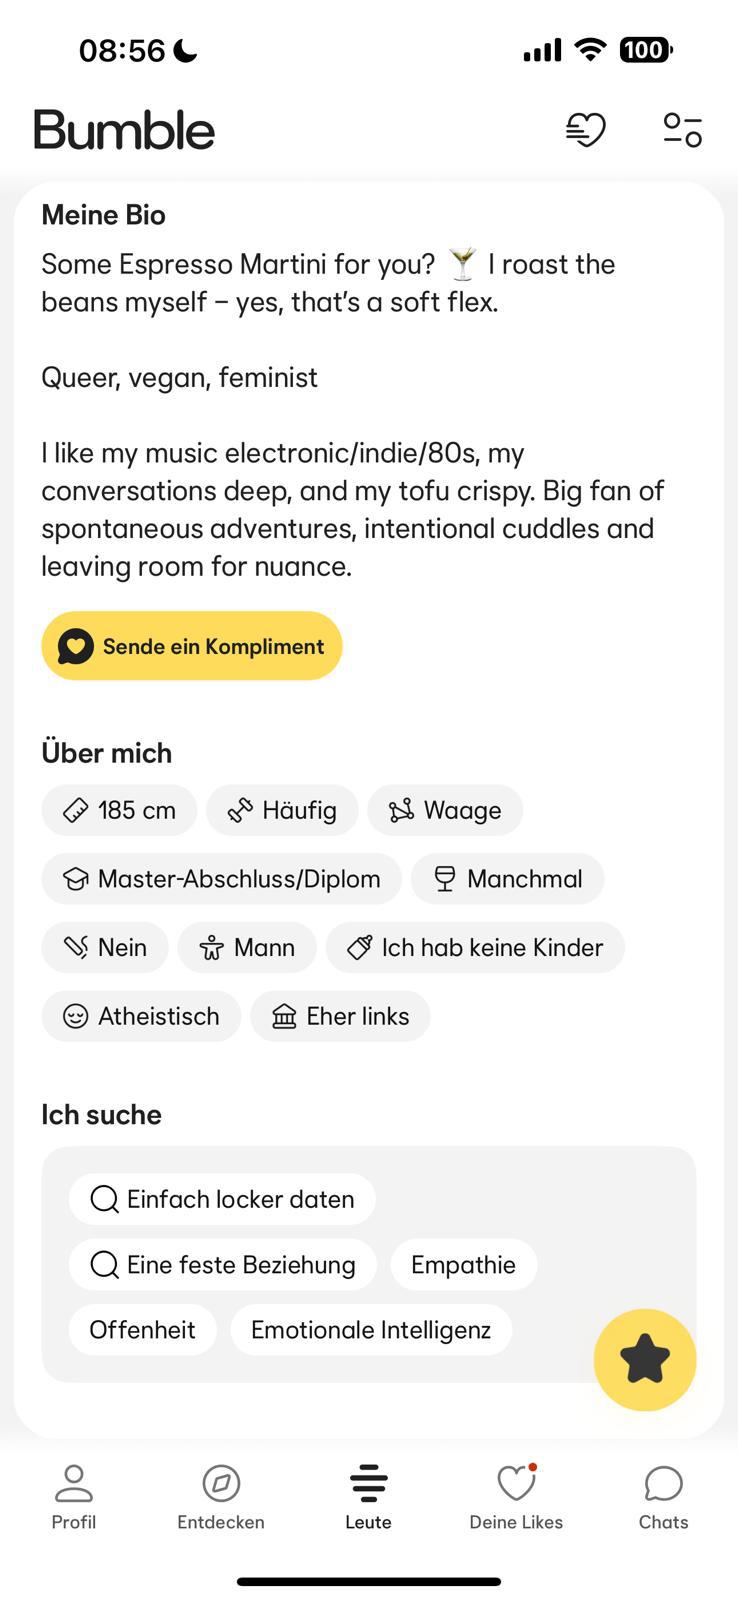 08:56
100
Bumble
Meine Bio
Some Espresso Martini for you? 🍸 I roast the
beans myself – yes, that’s a soft flex.
Queer, vegan, feminist
I like my music electronic/indie/80s, my
conversations deep, and my tofu crispy. Big fan of
spontaneous adventures, intentional cuddles and
leaving room for nuance.
Sende ein Kompliment
Über mich
185 cm
Häufig
Waage
Master-Abschluss/Diplom
Manchmal
Nein
Mann
Ich hab keine Kinder
Atheistisch
Eher links
Ich suche
Einfach locker daten
Eine feste Beziehung
Empathie
Offenheit
Emotionale Intelligenz
Profil
Entdecken
Leute
Deine Likes
Chats